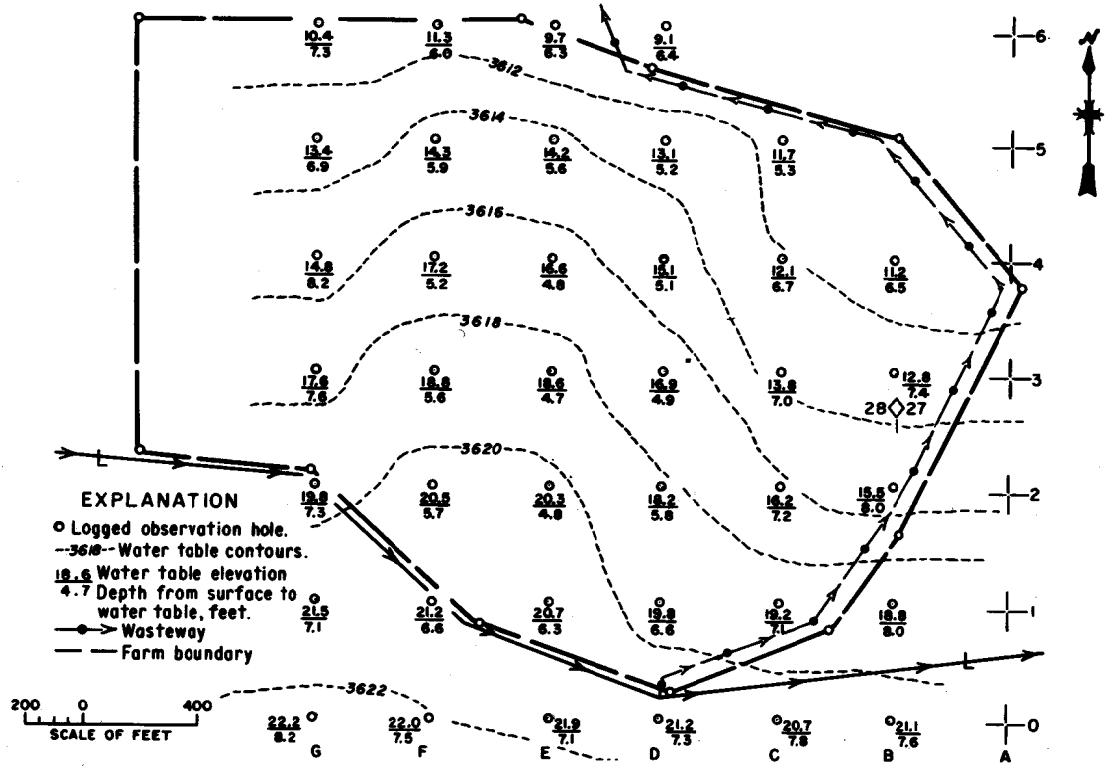 N
10.4 11.3 9.7 9.1 6
7.3 6.0 6.3 6.4
3612
3614
13.4 14.3 14.2 13.1 11.7 5
6.9 5.9 5.6 5.2 5.3
3616
14.8 17.2 16.6 15.1 12.1 11.2 4
8.2 5.2 4.8 5.1 6.7 6.5
3618
17.6 18.8 18.6 16.9 13.8 12.8 3
7.6 5.6 4.7 4.9 7.0 7.4
28 27
3620
L
19.8 20.5 20.3 18.2 16.2 15.5 2
7.3 5.7 4.8 5.8 7.2 8.0
EXPLANATION
Logged observation hole.
--3618-- Water table contours.
18.6 Water table elevation
4.7 Depth from surface to
water table, feet.
Wasteway
Farm boundary
21.5 21.2 20.7 19.8 19.2 18.8 1
7.1 6.6 6.3 6.6 7.1 8.0
L
3622
200 0 400
SCALE OF FEET
22.2 22.0 21.9 21.2 20.7 21.1 0
8.2 7.5 7.1 7.3 7.8 7.6
G F E D C B A